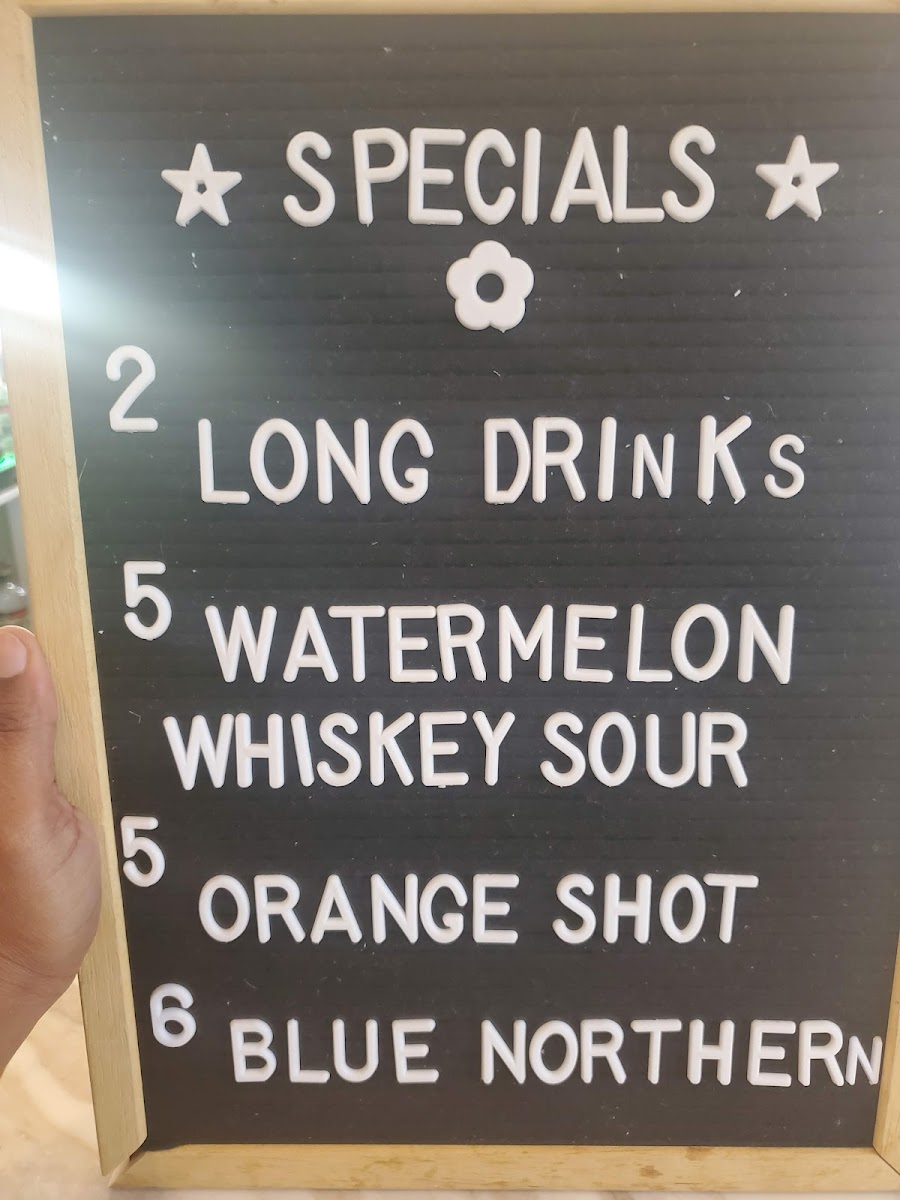 SPECIALS
2
LONG DRINKS
5
WATERMELON
WHISKEY SOUR
5
ORANGE SHOT
6
BLUE NORTHERN